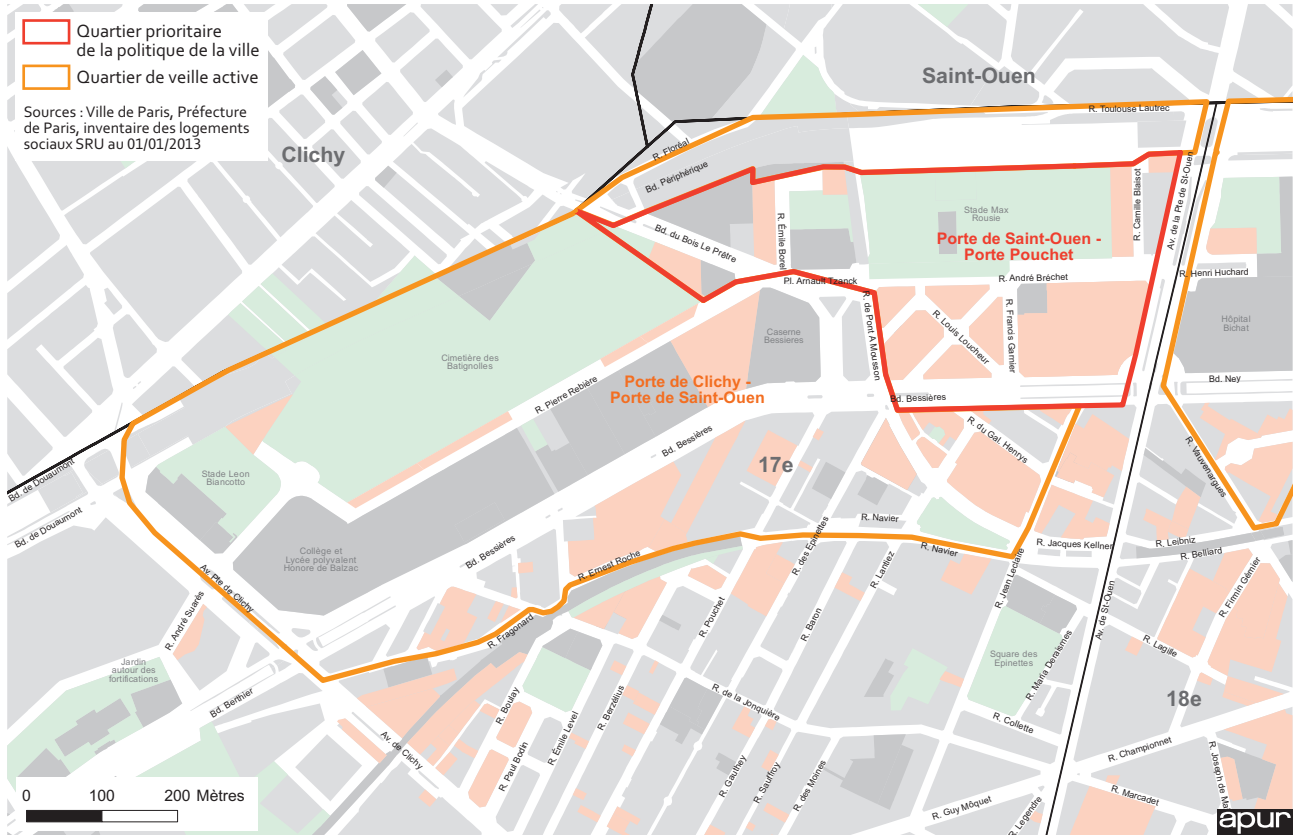 Quartier prioritaire
de la politique de la ville
Quartier de veille active
Sources : Ville de Paris, Préfecture
de Paris, inventaire des logements
sociaux SRU au 01/01/2013
Saint-Ouen
Clichy
R. Toulouse Lautrec
R. Floréal
Bd. Périphérique
Av. de la Pte de St-Ouen
R. Camille Blaisot
Stade Max
Rousie
R. Émile Borel
Bd. du Bois Le Prêtre
Porte de Saint-Ouen -
Porte Pouchet
R. Henri Huchard
Pl. Arnault Tzanck
R. André Bréchet
R. de Pont A Mousson
R. Louis Loucheur
R. Francis Garnier
Hôpital
Bichat
Caserne
Bessieres
Cimetière des
Batignolles
R. Pierre Rebière
Porte de Clichy -
Porte de Saint-Ouen
Bd. Ney
Bd. Bessières
Bd. Bessières
R. du Gal. Henrys
R. Vauvenargues
17e
Stade Leon
Biancotto
Bd. de Douaumont
Bd. de Douaumont
Collège et
Lycée polyvalent
Honore de Balzac
Bd. Bessières
R. Navier
R. des Epinettes
R. Navier
R. Lantiez
R. Jacques Kellner
R. Leibniz
R. Belliard
R. Ernest Roche
R. Jean Leclaire
Av. Pte de Clichy
R. André Suarès
R. Fragonard
R. Pouchet
R. Baron
Av. de St-Ouen
R. Firmin Gémier
R. Lagille
Square des
Epinettes
R. Maria Deraismes
Jardin
autour des
fortifications
Bd. Berthier
R. Boulay
R. Berzélius
R. de la Jonquière
R. Collette
18e
R. Émile Level
R. Paul Bodin
Av. de Clichy
R. Gauthey
R. Sauffroy
R. des Moines
R. Championnet
R. Joseph de Ma
R. Marcadet
R. Guy Môquet
R. Legendre
0 100 200 Mètres
apur